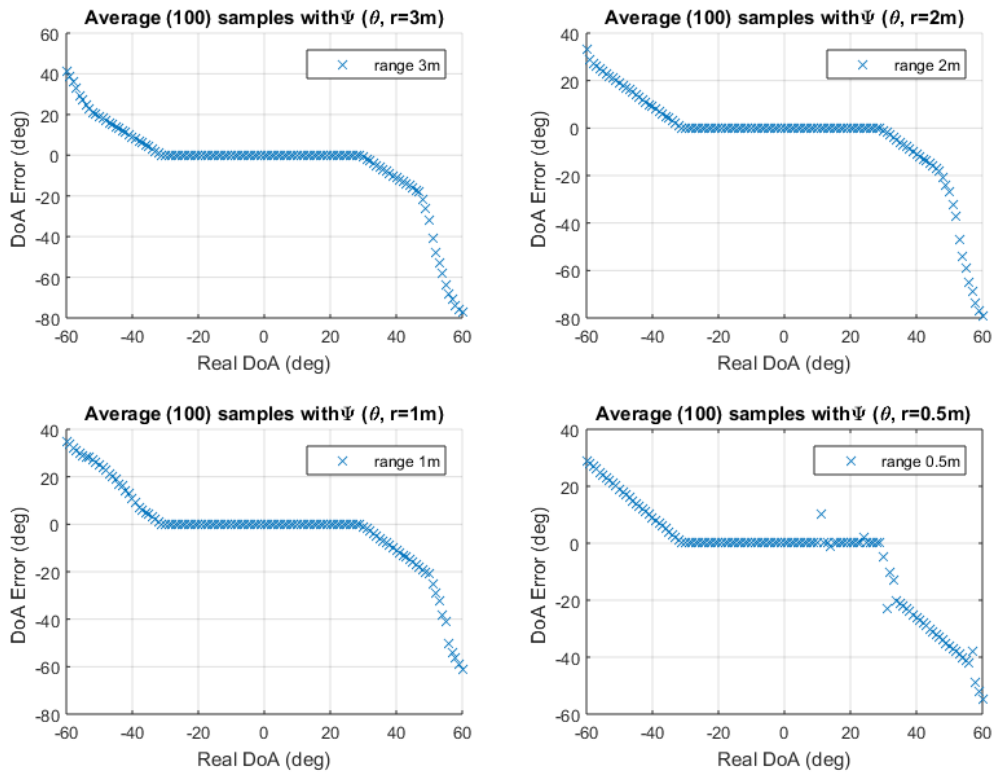 Average (100) samples withΨ (θ, r=3m)
60
40
20
0
-20
-40
-60
-80
DoA Error (deg)
range 3m
-60 -40 -20 0 20 40 60
Real DoA (deg)
Average (100) samples withΨ (θ, r=2m)
40
20
0
-20
-40
-60
-80
DoA Error (deg)
range 2m
-60 -40 -20 0 20 40 60
Real DoA (deg)
Average (100) samples withΨ (θ, r=1m)
40
20
0
-20
-40
-60
-80
DoA Error (deg)
range 1m
-60 -40 -20 0 20 40 60
Real DoA (deg)
Average (100) samples withΨ (θ, r=0.5m)
40
20
0
-20
-40
-60
DoA Error (deg)
range 0.5m
-60 -40 -20 0 20 40 60
Real DoA (deg)